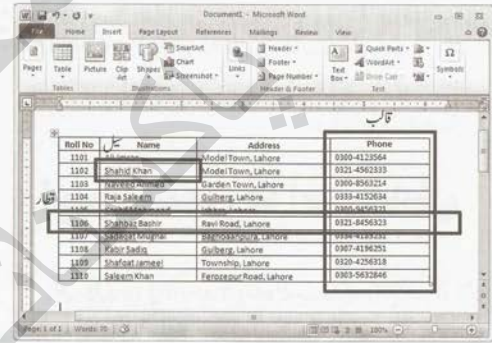 Document1 - Microsoft Word
File Home Insert Page Layout References Mailings Review View
Pages Table Picture Clip Art Shapes SmartArt Chart Screenshot Links Header Footer Page Number Text Box Quick Parts WordArt Drop Cap Symbols
Tables Illustrations Header & Footer Text
قالب
سیل
قطار
Roll No Name Address Phone
1101 Model Town, Lahore 0300-4123564
1102 Shahid Khan Model Town, Lahore 0321-4562333
1103 Naveed Ahmad Garden Town, Lahore 0300-8563214
1104 Raja Saleem Gulberg, Lahore 0333-4152634
1106 Shahbaz Bashir Ravi Road, Lahore 0321-8456323
1107 Sadaqat Mughal Baghbanpura, Lahore
1108 Kabir Sadiq Gulberg, Lahore 0307-4196251
1109 Shafqat Jameel Township, Lahore 0320-4256318
1110 Saleem Khan Ferozepur Road, Lahore 0303-5632846
Page: 1 of 1 Words: 70 100%